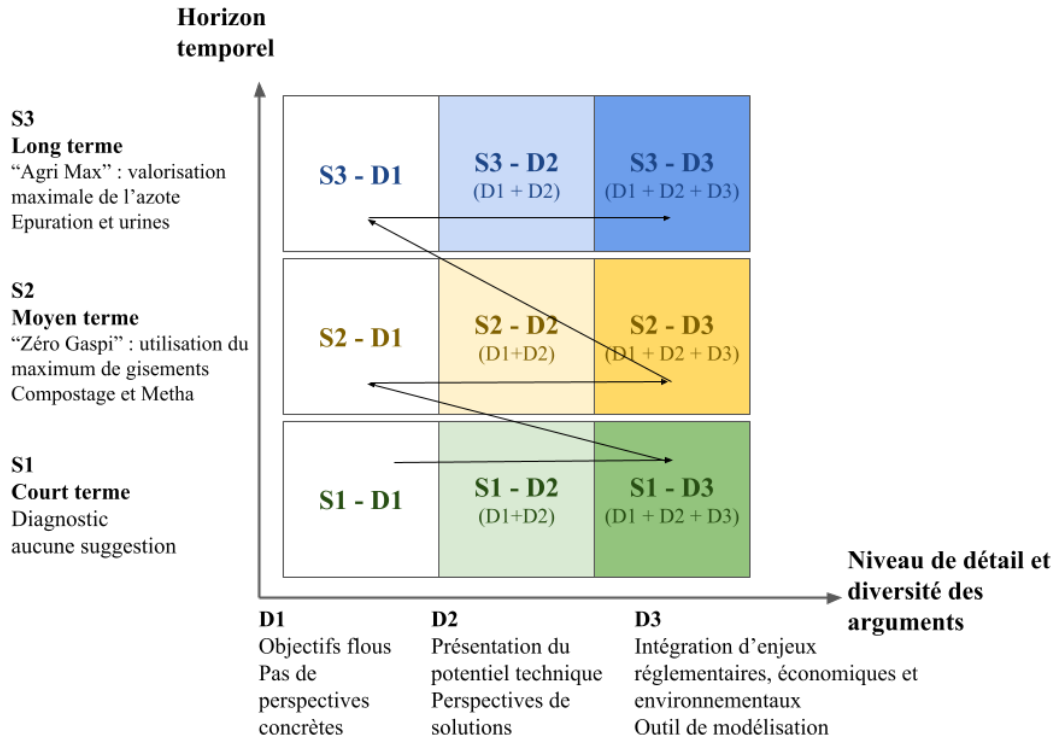 Horizon
temporel
S3
Long terme
“Agri Max” : valorisation
maximale de l’azote
Epuration et urines
S3 - D1
S3 - D2
(D1 + D2)
S3 - D3
(D1 + D2 + D3)
S2
Moyen terme
“Zéro Gaspi” : utilisation du
maximum de gisements
Compostage et Metha
S2 - D1
S2 - D2
(D1+D2)
S2 - D3
(D1 + D2 + D3)
S1
Court terme
Diagnostic
aucune suggestion
S1 - D1
S1 - D2
(D1+D2)
S1 - D3
(D1 + D2 + D3)
Niveau de détail et
diversité des
arguments
D1
Objectifs flous
Pas de
perspectives
concrètes
D2
Présentation du
potentiel technique
Perspectives de
solutions
D3
Intégration d’enjeux
réglementaires, économiques et
environnementaux
Outil de modélisation